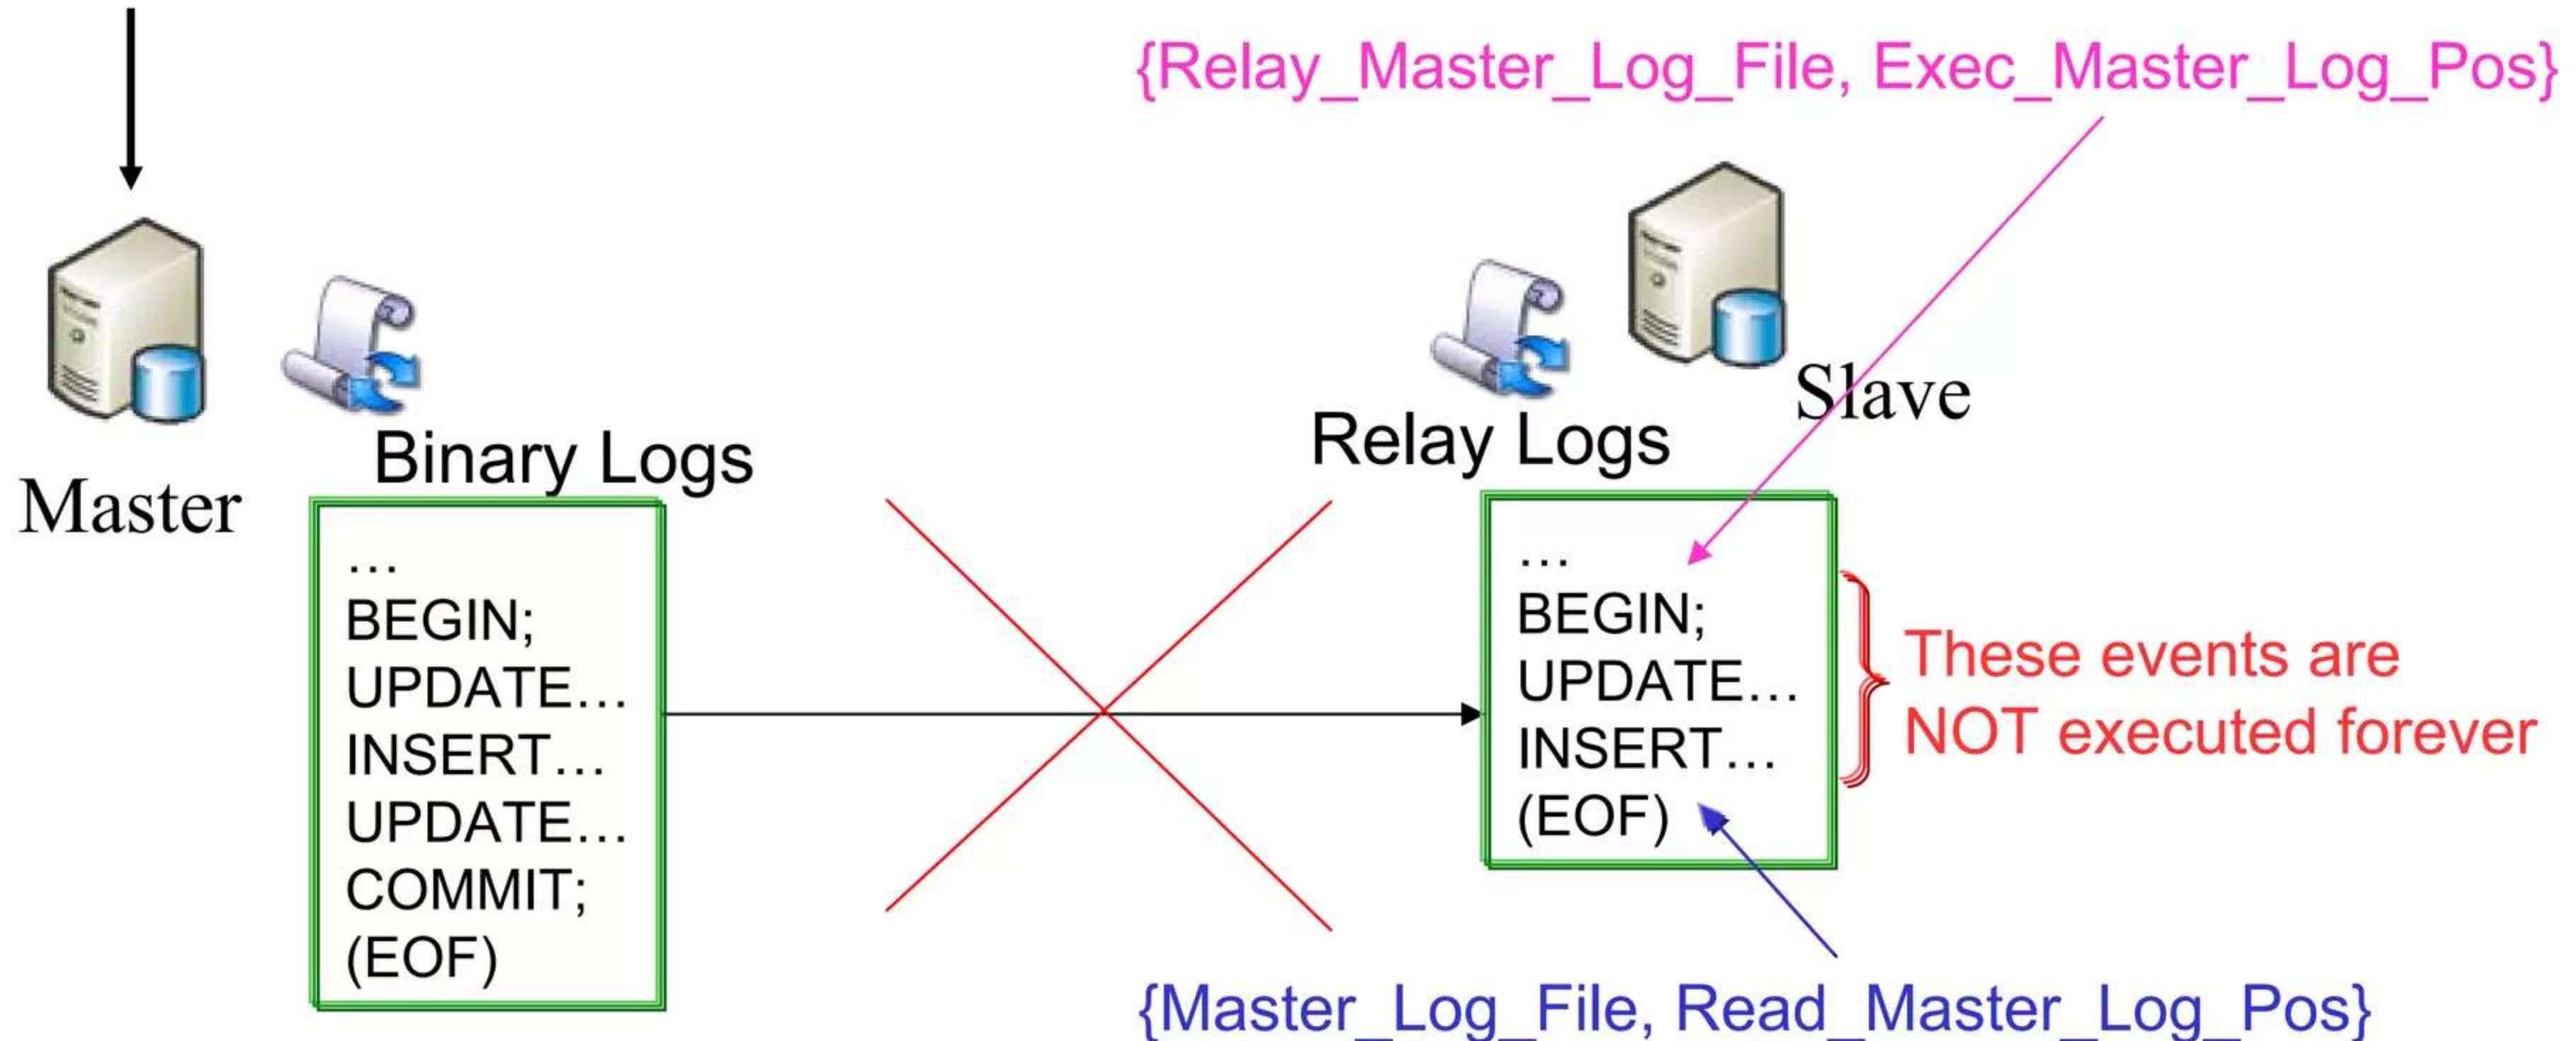 {Relay_Master_Log_File, Exec_Master_Log_Pos}
Master
Binary Logs
…
BEGIN;
UPDATE…
INSERT…
UPDATE…
COMMIT;
(EOF)
Slave
Relay Logs
…
BEGIN;
UPDATE…
INSERT…
(EOF)
These events are
NOT executed forever
{Master_Log_File, Read_Master_Log_Pos}